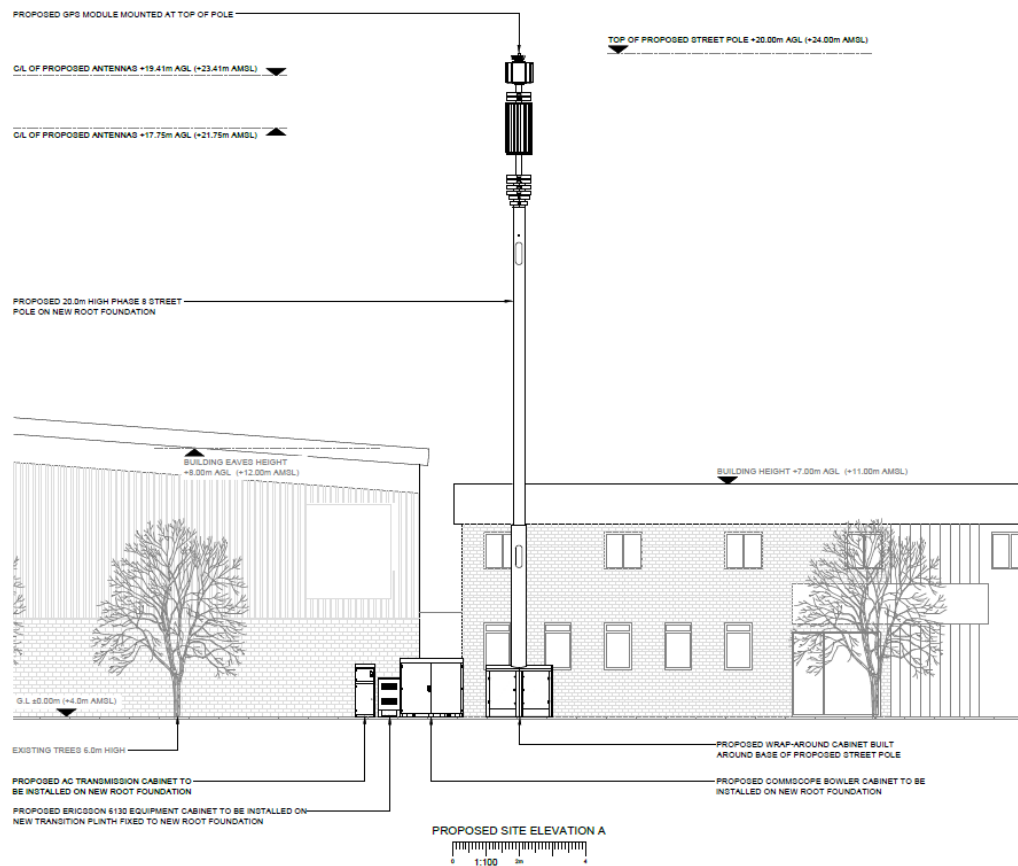 PROPOSED GPS MODULE MOUNTED AT TOP OF POLE
TOP OF PROPOSED STREET POLE +20.00m AGL (+24.00m AMSL)
C/L OF PROPOSED ANTENNAS +19.41m AGL (+23.41m AMSL)
C/L OF PROPOSED ANTENNAS +17.75m AGL (+21.75m AMSL)
PROPOSED 20.0m HIGH PHASE 8 STREET
POLE ON NEW ROOT FOUNDATION
BUILDING EAVES HEIGHT
+8.00m AGL (+12.00m AMSL)
BUILDING HEIGHT +7.00m AGL (+11.00m AMSL)
G.L ±0.00m (+4.0m AMSL)
EXISTING TREES 6.0m HIGH
PROPOSED WRAP-AROUND CABINET BUILT
AROUND BASE OF PROPOSED STREET POLE
PROPOSED AC TRANSMISSION CABINET TO
BE INSTALLED ON NEW ROOT FOUNDATION
PROPOSED COMMSCOPE BOWLER CABINET TO BE
INSTALLED ON NEW ROOT FOUNDATION
PROPOSED ERICSSON 6130 EQUIPMENT CABINET TO BE INSTALLED ON
NEW TRANSITION PLINTH FIXED TO NEW ROOT FOUNDATION
PROPOSED SITE ELEVATION A
0 1:100 2m 4